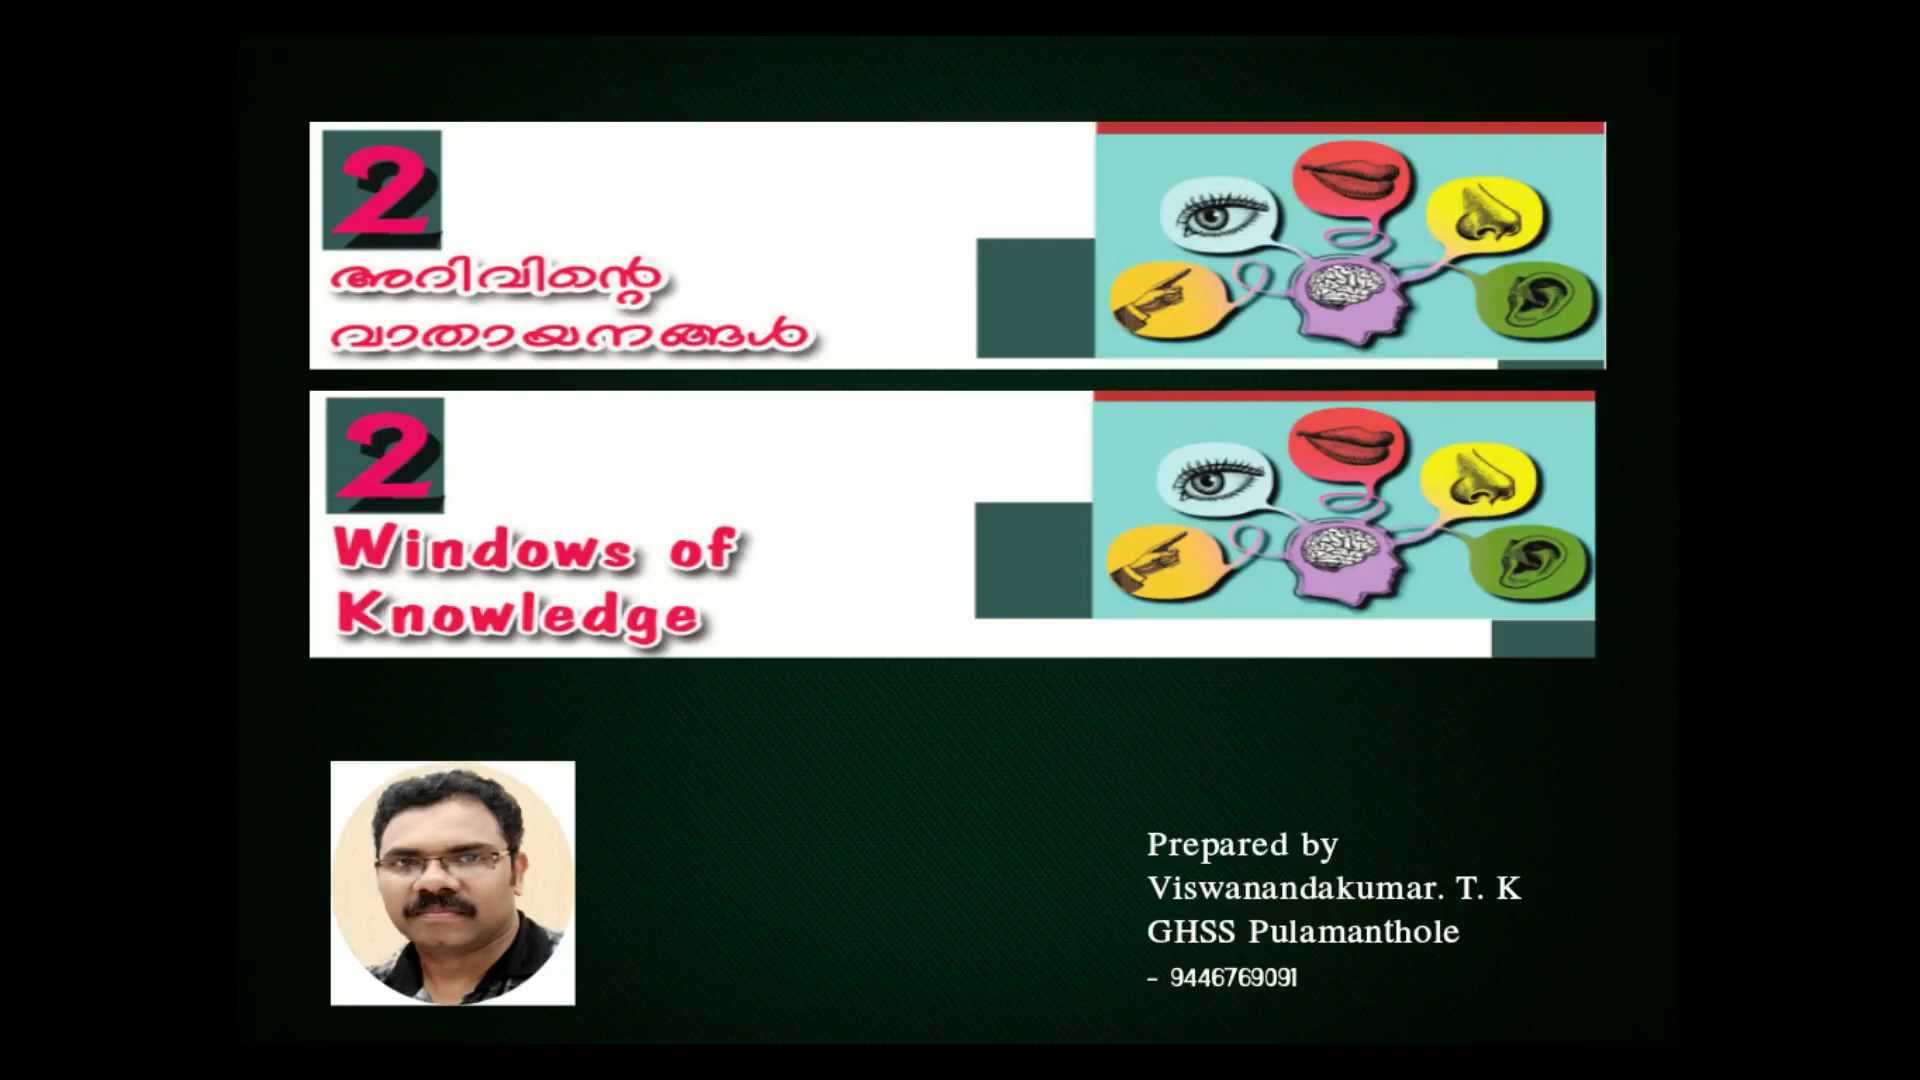 2
അറിവിന്റെ
വാതായനങ്ങൾ
2
Windows of
Knowledge
Prepared by
Viswanandakumar. T. K
GHSS Pulamanthole
- 9446769091